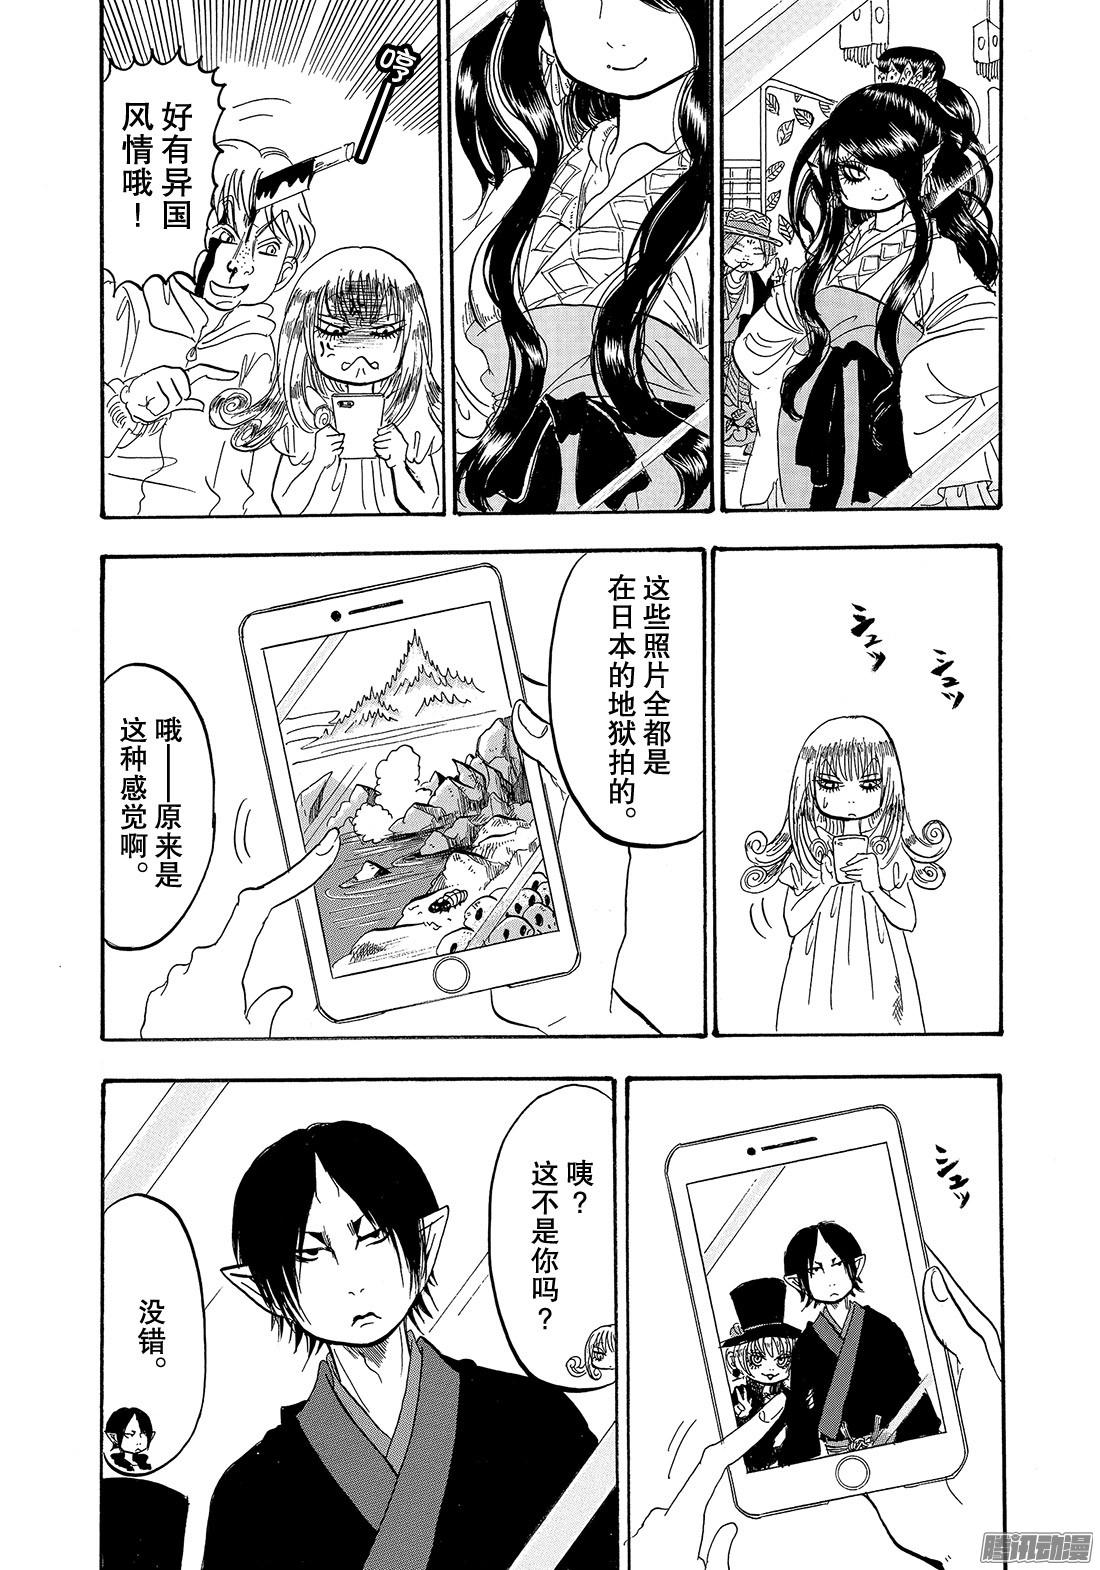 哼
好有异国
风情哦！
シュッ
シュッ
这些照片全都是
在日本的地狱拍的。
哦——原来是
这种感觉啊。
シュッ
咦？
这不是你吗？
没错。
腾讯动漫